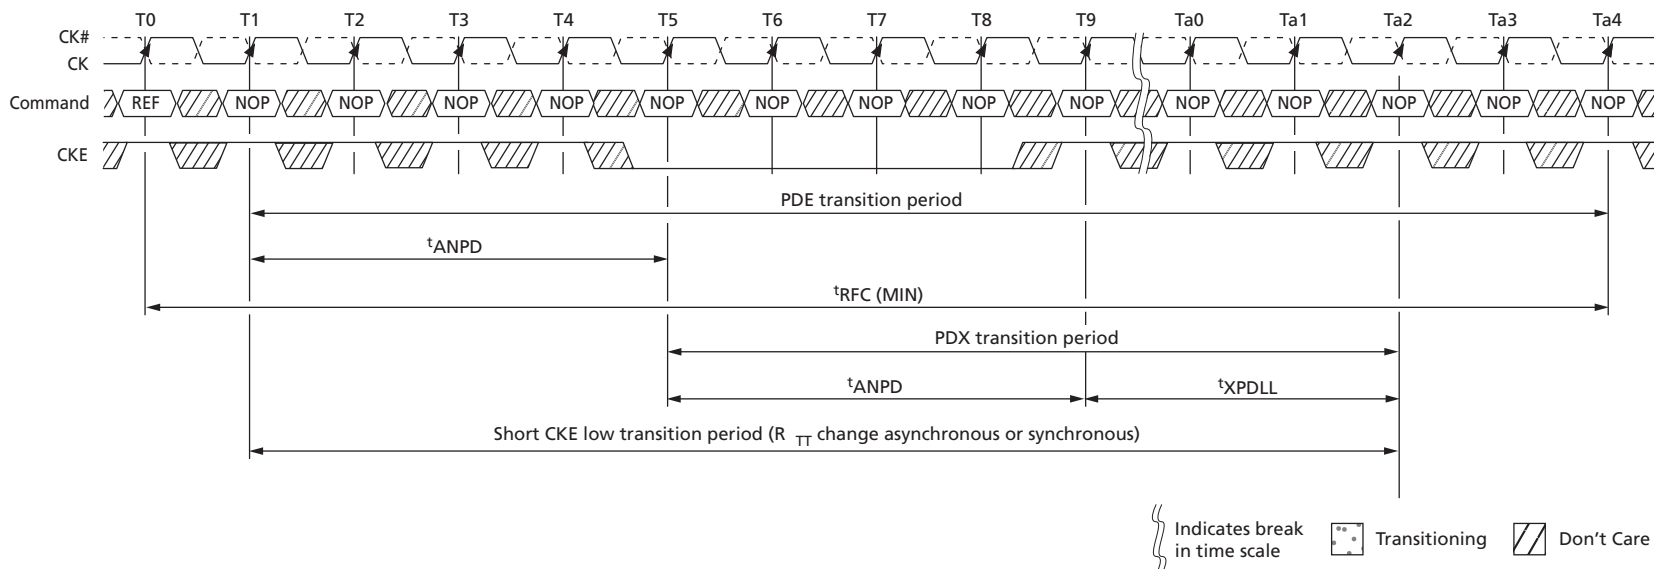 T0 T1 T2 T3 T4 T5 T6 T7 T8 T9 Ta0 Ta1 Ta2 Ta3 Ta4
CK#
CK
Command REF NOP NOP NOP NOP NOP NOP NOP NOP NOP NOP NOP NOP NOP NOP
CKE
PDE transition period
tANPD
tRFC (MIN)
PDX transition period
tANPD tXPDLL
Short CKE low transition period (R TT change asynchronous or synchronous)
Indicates break
in time scale
Transitioning
Don't Care